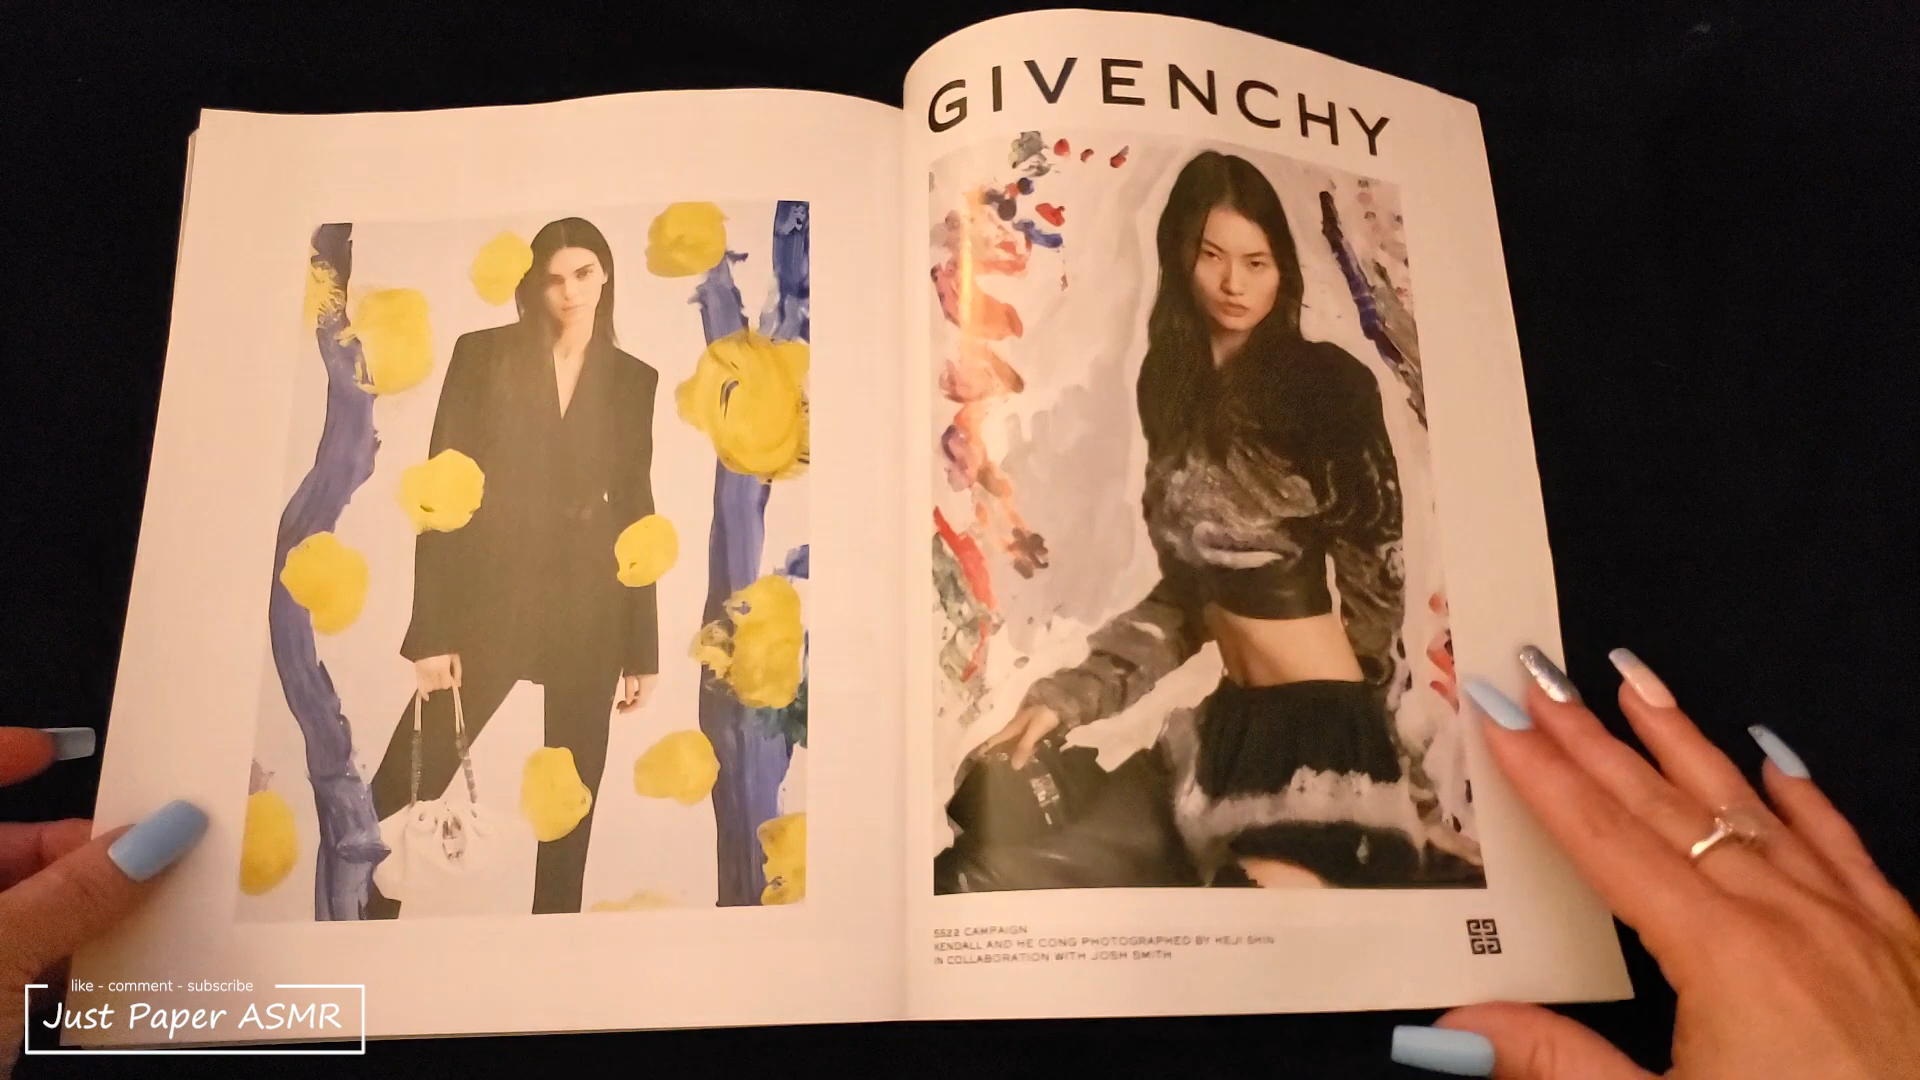 GIVENCHY
SS22 CAMPAIGN
KENDALL AND HE CONG PHOTOGRAPHED BY HEJI SHIN
IN COLLABORATION WITH JOSH SMITH
like - comment - subscribe
Just Paper ASMR